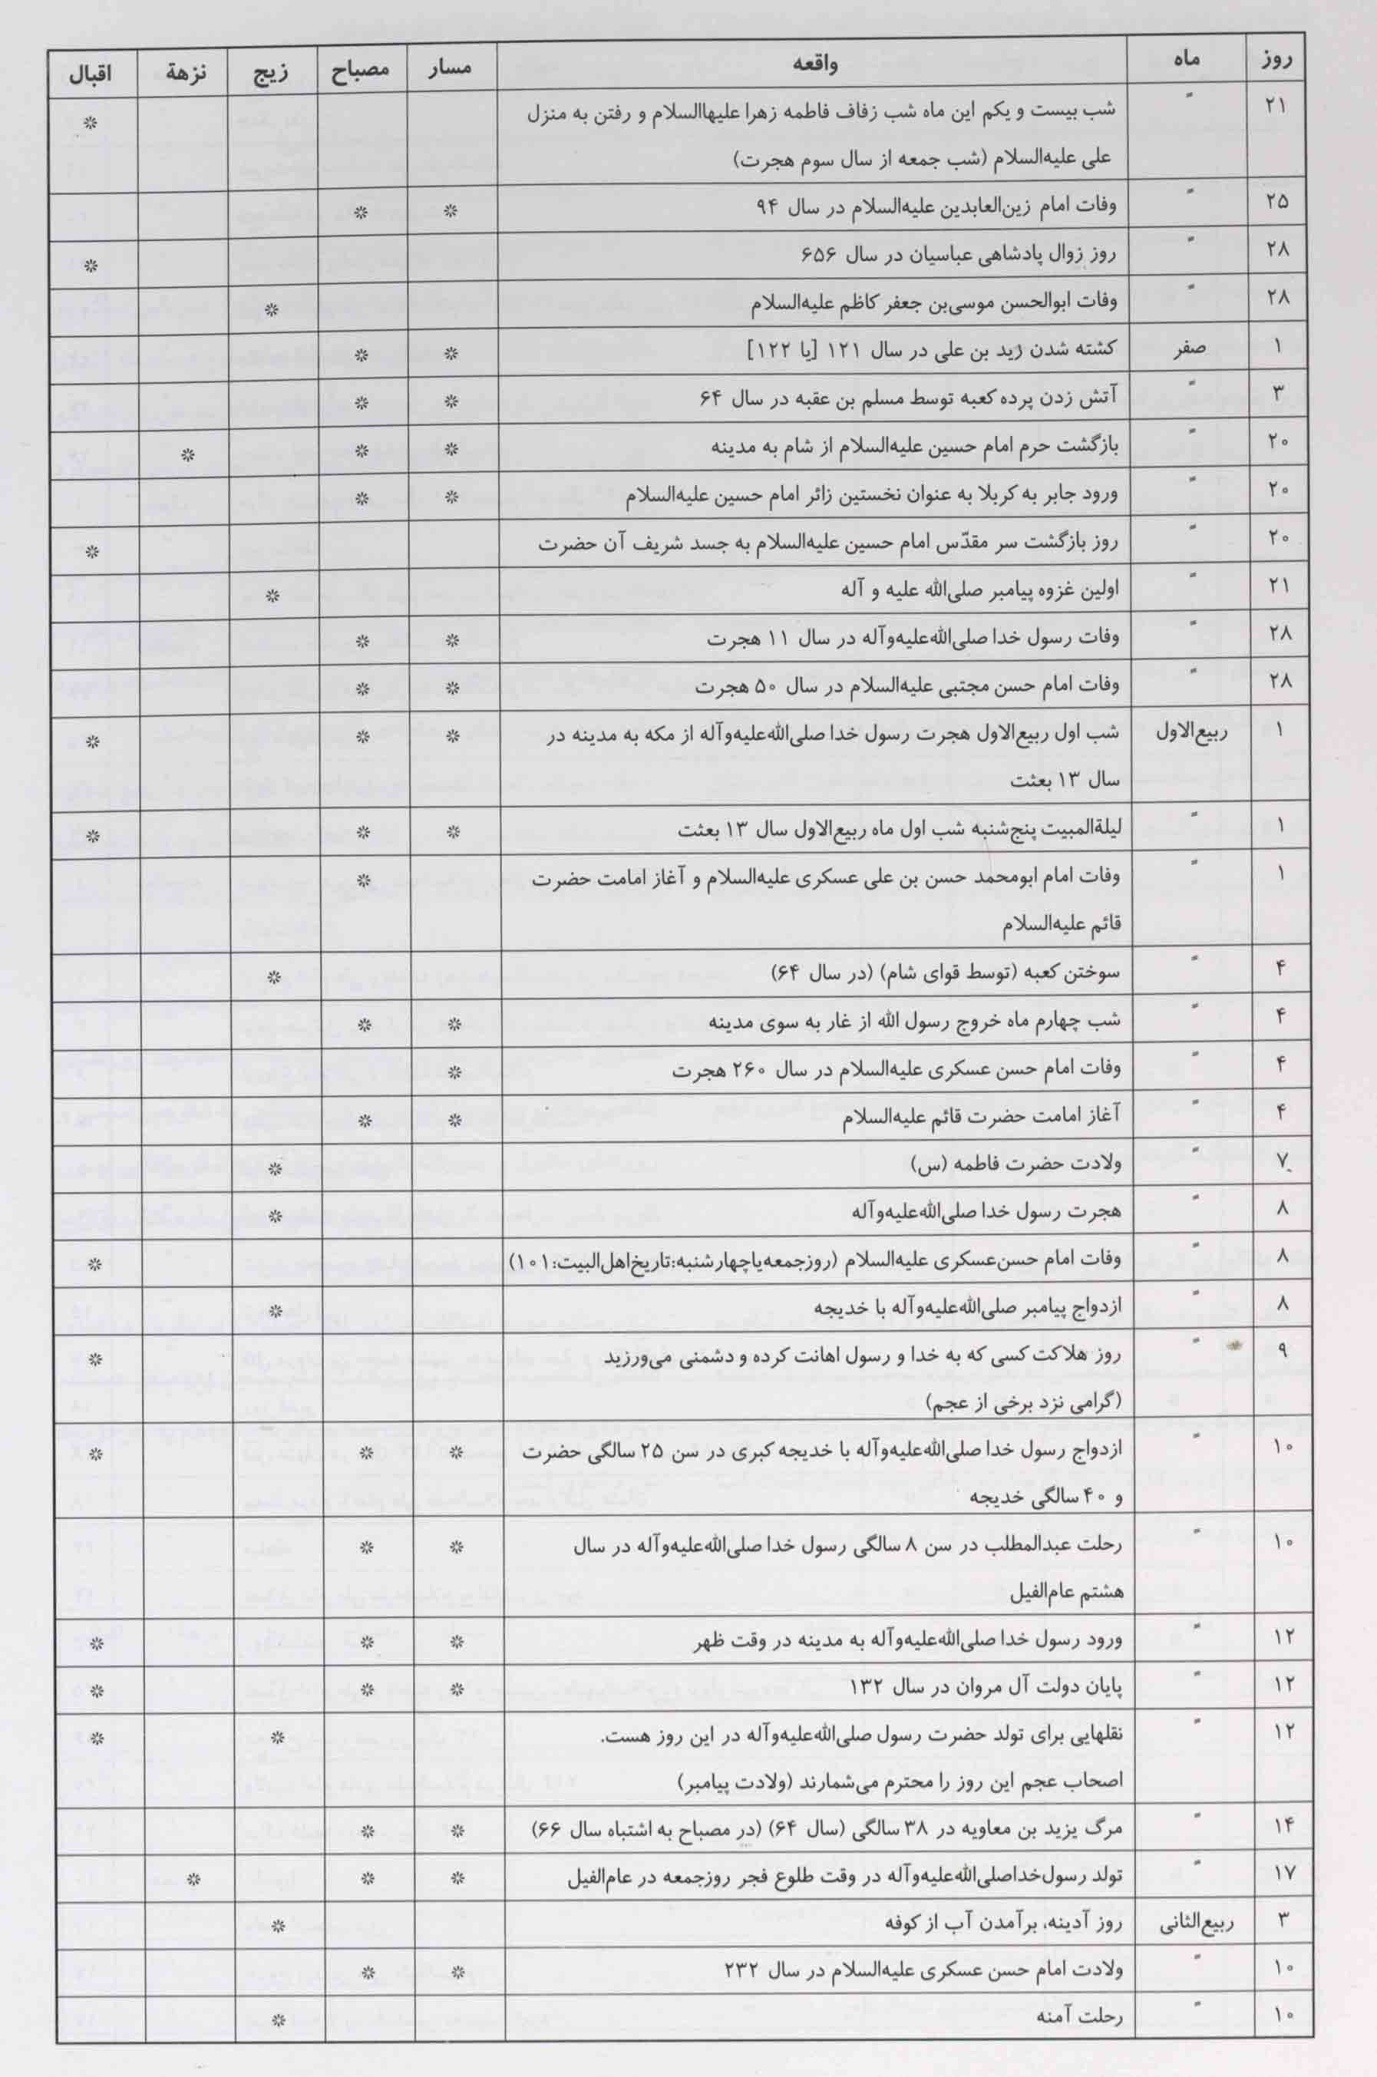 روز ماه واقعه مسار مصباح زیج نزهة اقبال
۲۱ ״ شب بیست و یکم این ماه شب زفاف فاطمه زهرا علیهاالسلام و رفتن به منزل ❊
علی علیه‌السلام (شب جمعه از سال سوم هجرت)
۲۵ ״ وفات امام زین‌العابدین علیه‌السلام در سال ۹۴ ❊ ❊
۲۸ ״ روز زوال پادشاهی عباسیان در سال ۶۵۶ ❊
۲۸ ״ وفات ابوالحسن موسی‌بن جعفر کاظم علیه‌السلام ❊
۱ صفر کشته شدن زید بن علی در سال ۱۲۱ [یا ۱۲۲] ❊ ❊
۳ ״ آتش زدن پرده کعبه توسط مسلم بن عقبه در سال ۶۴ ❊ ❊
۲۰ ״ بازگشت حرم امام حسین علیه‌السلام از شام به مدینه ❊ ❊ ❊
۲۰ ״ ورود جابر به کربلا به عنوان نخستین زائر امام حسین علیه‌السلام ❊ ❊
۲۰ ״ روز بازگشت سر مقدّس امام حسین علیه‌السلام به جسد شریف آن حضرت ❊
۲۱ ״ اولین غزوه پیامبر صلی‌الله علیه و آله ❊
۲۸ ״ وفات رسول خدا صلی‌الله‌علیه‌وآله در سال ۱۱ هجرت ❊ ❊
۲۸ ״ وفات امام حسن مجتبی علیه‌السلام در سال ۵۰ هجرت ❊ ❊
۱ ربیع‌الاول شب اول ربیع‌الاول هجرت رسول خدا صلی‌الله‌علیه‌وآله از مکه به مدینه در ❊ ❊ ❊
سال ۱۳ بعثت
۱ ״ لیلةالمبیت پنج‌شنبه شب اول ماه ربیع‌الاول سال ۱۳ بعثت ❊ ❊ ❊
۱ ״ وفات امام ابومحمد حسن بن علی عسکری علیه‌السلام و آغاز امامت حضرت ❊
قائم علیه‌السلام
۴ ״ سوختن کعبه (توسط قوای شام) (در سال ۶۴) ❊
۴ ״ شب چهارم ماه خروج رسول الله از غار به سوی مدینه ❊ ❊
۴ ״ وفات امام حسن عسکری علیه‌السلام در سال ۲۶۰ هجرت ❊
۴ ״ آغاز امامت حضرت قائم علیه‌السلام ❊ ❊
۷ ״ ولادت حضرت فاطمه (س) ❊
۸ ״ هجرت رسول خدا صلی‌الله‌علیه‌وآله ❊
۸ ״ وفات امام حسن‌عسکری علیه‌السلام (روزجمعه‌یاچهارشنبه:تاریخ‌اهل‌البیت:۱۰۱) ❊
۸ ״ ازدواج پیامبر صلی‌الله‌علیه‌وآله با خدیجه ❊
۹ ״ روز هلاکت کسی که به خدا و رسول اهانت کرده و دشمنی می‌ورزید ❊
(گرامی نزد برخی از عجم)
۱۰ ״ ازدواج رسول خدا صلی‌الله‌علیه‌وآله با خدیجه کبری در سن ۲۵ سالگی حضرت ❊ ❊ ❊
و ۴۰ سالگی خدیجه
۱۰ ״ رحلت عبدالمطلب در سن ۸ سالگی رسول خدا صلی‌الله‌علیه‌وآله در سال ❊ ❊
هشتم عام‌الفیل
۱۲ ״ ورود رسول خدا صلی‌الله‌علیه‌وآله به مدینه در وقت ظهر ❊ ❊ ❊
۱۲ ״ پایان دولت آل مروان در سال ۱۳۲ ❊ ❊ ❊
۱۲ ״ نقلهایی برای تولد حضرت رسول صلی‌الله‌علیه‌وآله در این روز هست. ❊ ❊
اصحاب عجم این روز را محترم می‌شمارند (ولادت پیامبر)
۱۴ ״ مرگ یزید بن معاویه در ۳۸ سالگی (سال ۶۴) (در مصباح به اشتباه سال ۶۶) ❊ ❊
۱۷ ״ تولد رسول‌خداصلی‌الله‌علیه‌وآله در وقت طلوع فجر روزجمعه در عام‌الفیل ❊ ❊ ❊
۳ ربیع‌الثانی روز آدینه، برآمدن آب از کوفه ❊
۱۰ ״ ولادت امام حسن عسکری علیه‌السلام در سال ۲۳۲ ❊ ❊
۱۰ ״ رحلت آمنه ❊